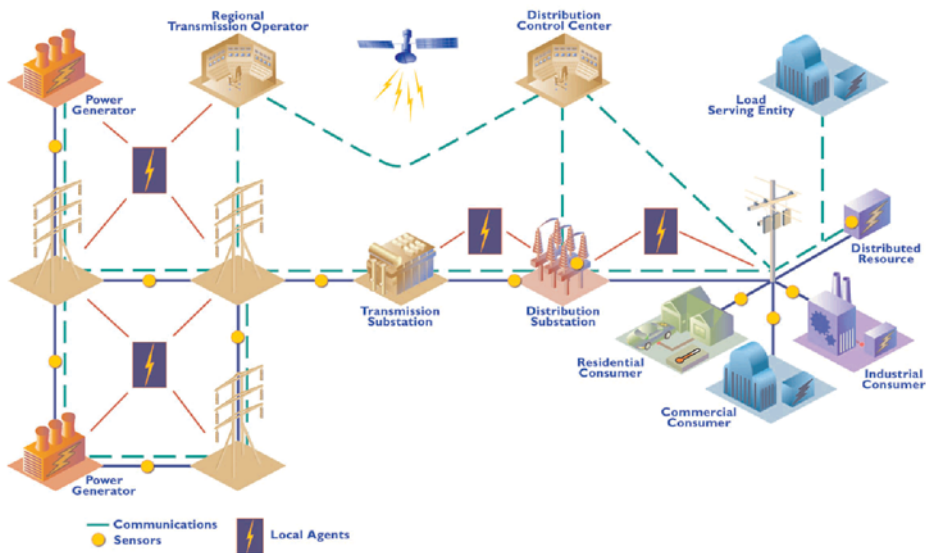 Regional
Transmission Operator
Distribution
Control Center
Power
Generator
Load
Serving Entity
Distributed
Resource
Transmission
Substation
Distribution
Substation
Residential
Consumer
Industrial
Consumer
Commercial
Consumer
Power
Generator
Communications
Sensors
Local Agents